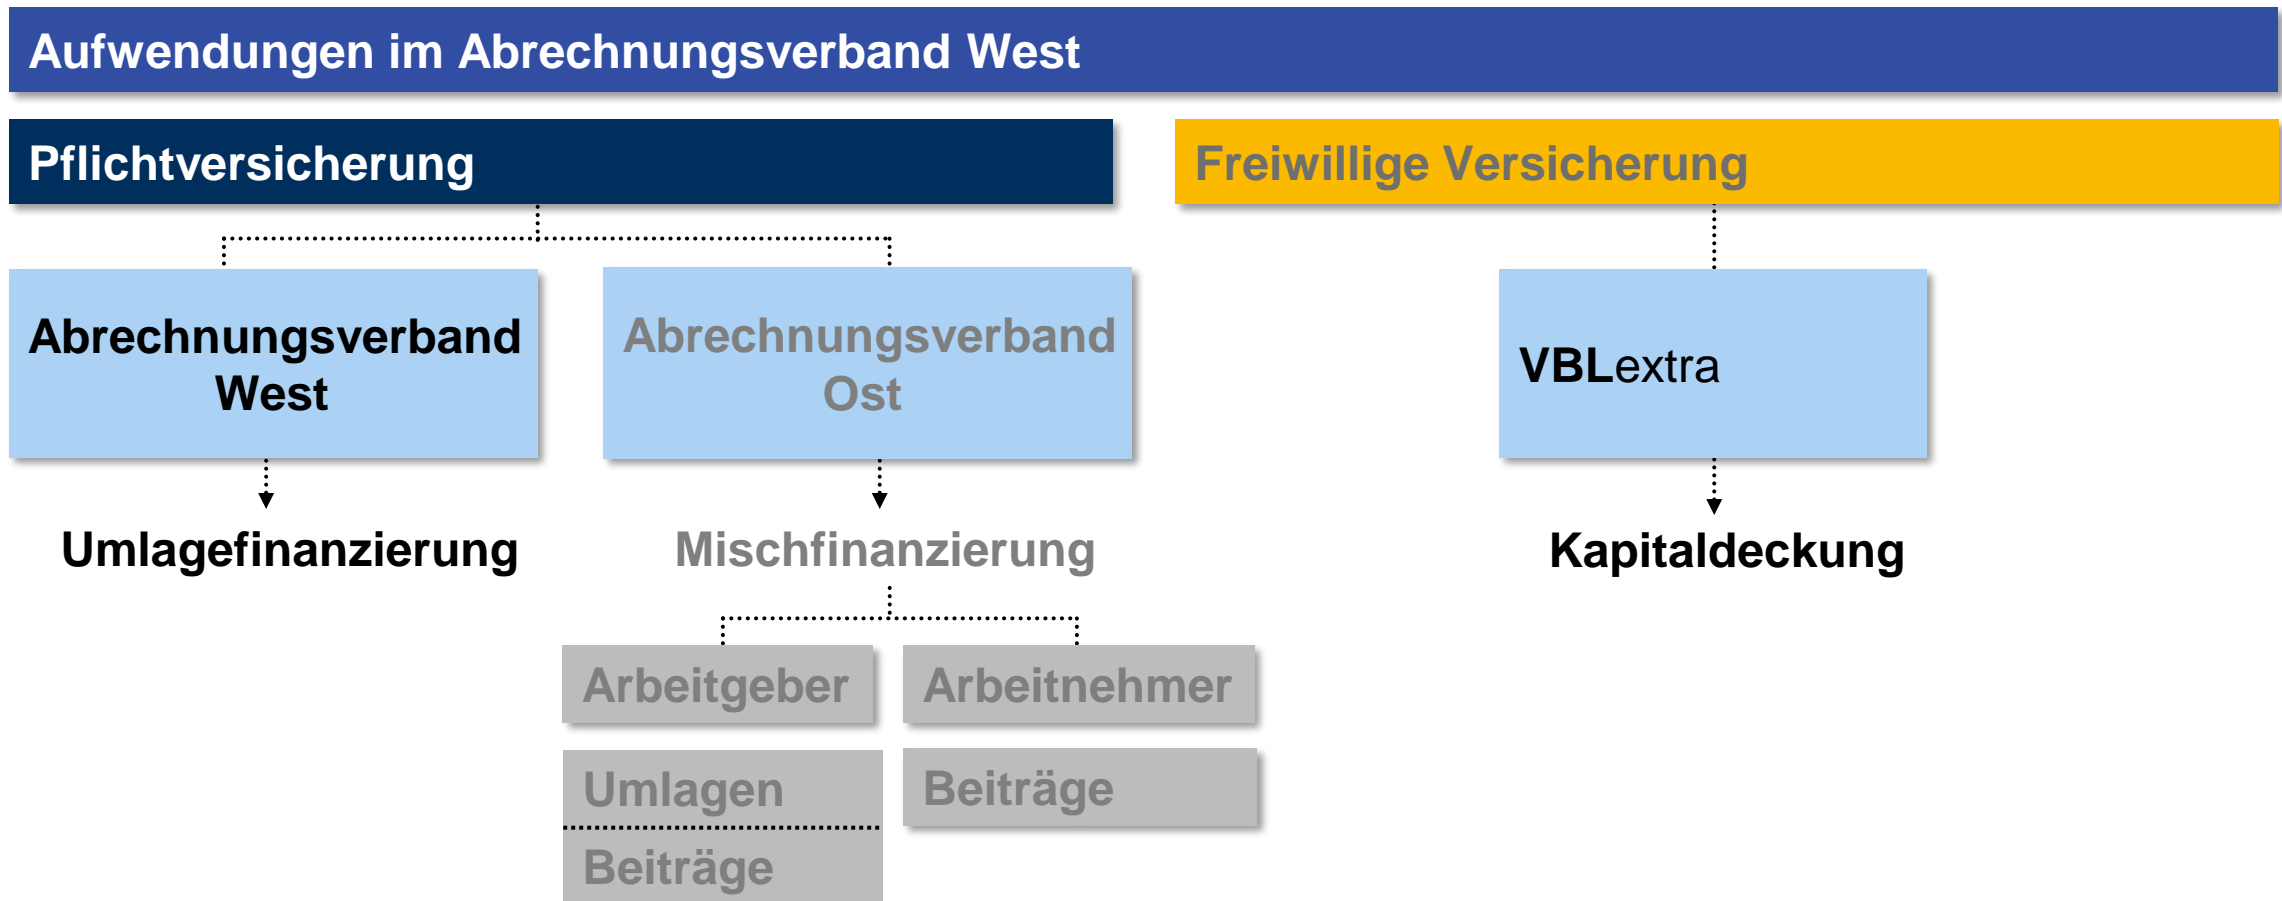 Aufwendungen im Abrechnungsverband West
Pflichtversicherung
Freiwillige Versicherung
Abrechnungsverband
West
Abrechnungsverband
Ost
VBLextra
Umlagefinanzierung
Mischfinanzierung
Kapitaldeckung
Arbeitgeber
Arbeitnehmer
Umlagen
Beiträge
Beiträge